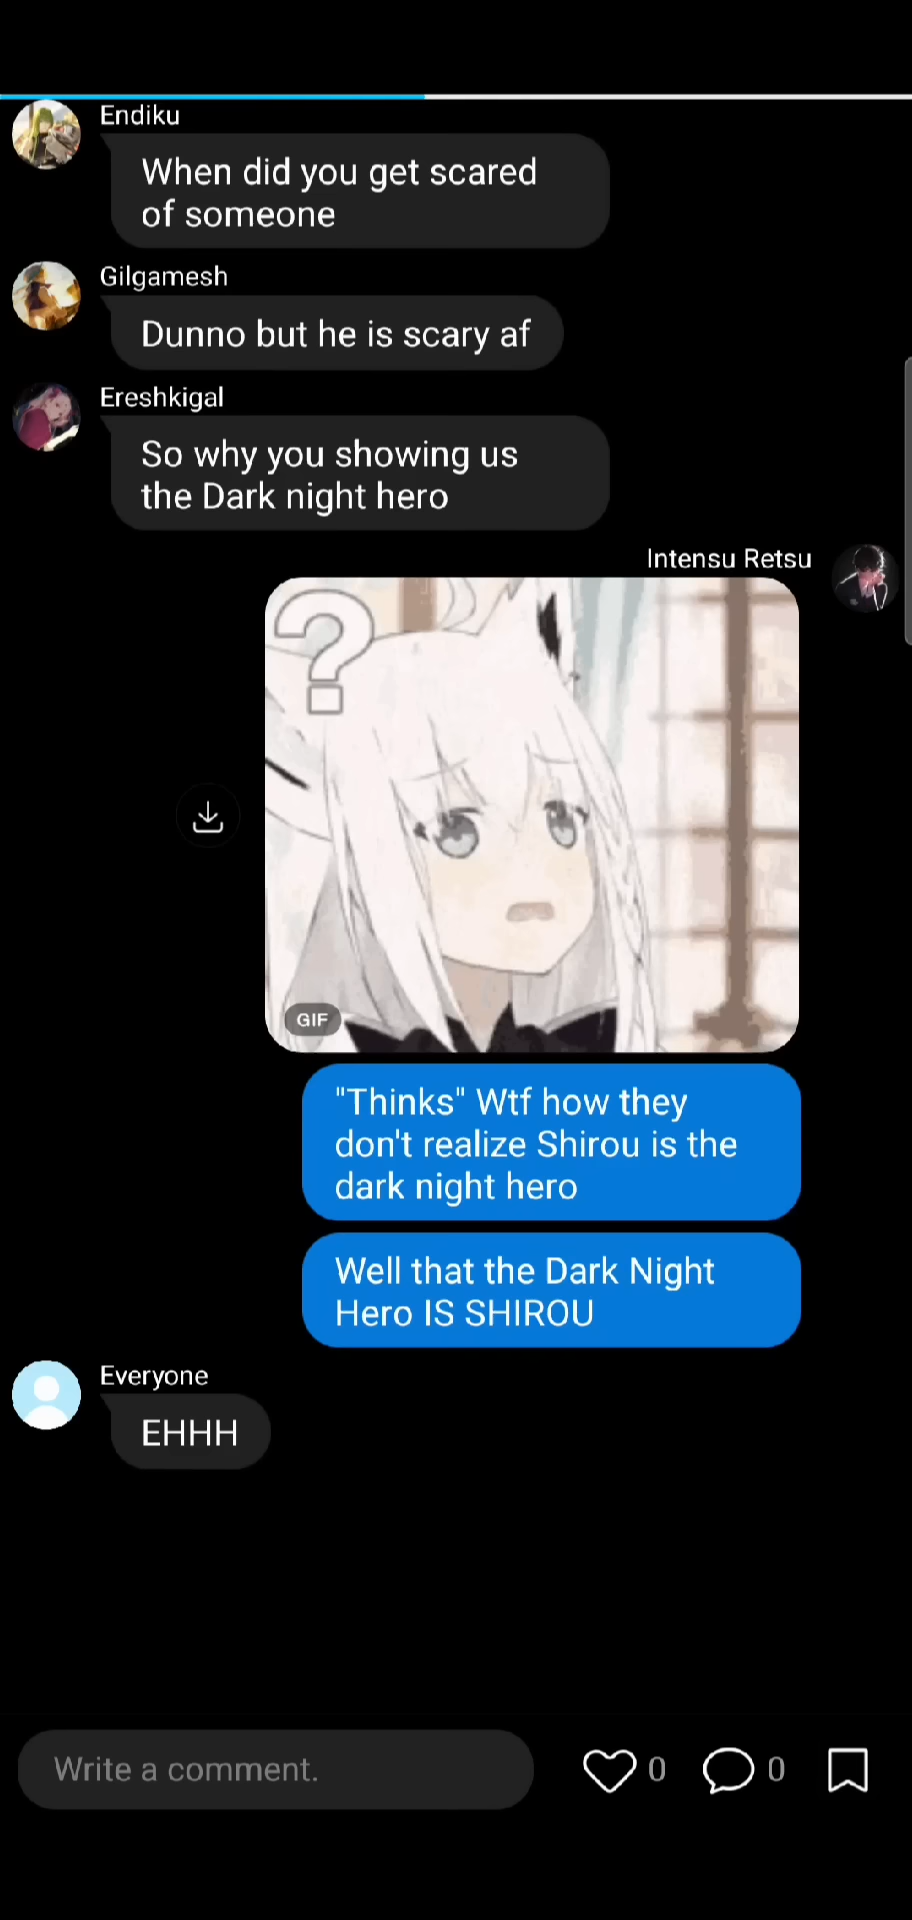 Endiku
When did you get scared
of someone
Gilgamesh
Dunno but he is scary af
Ereshkigal
So why you showing us
the Dark night hero
Intensu Retsu
?
GIF
"Thinks" Wtf how they
don't realize Shirou is the
dark night hero
Well that the Dark Night
Hero IS SHIROU
Everyone
EHHH
Write a comment.
0
0